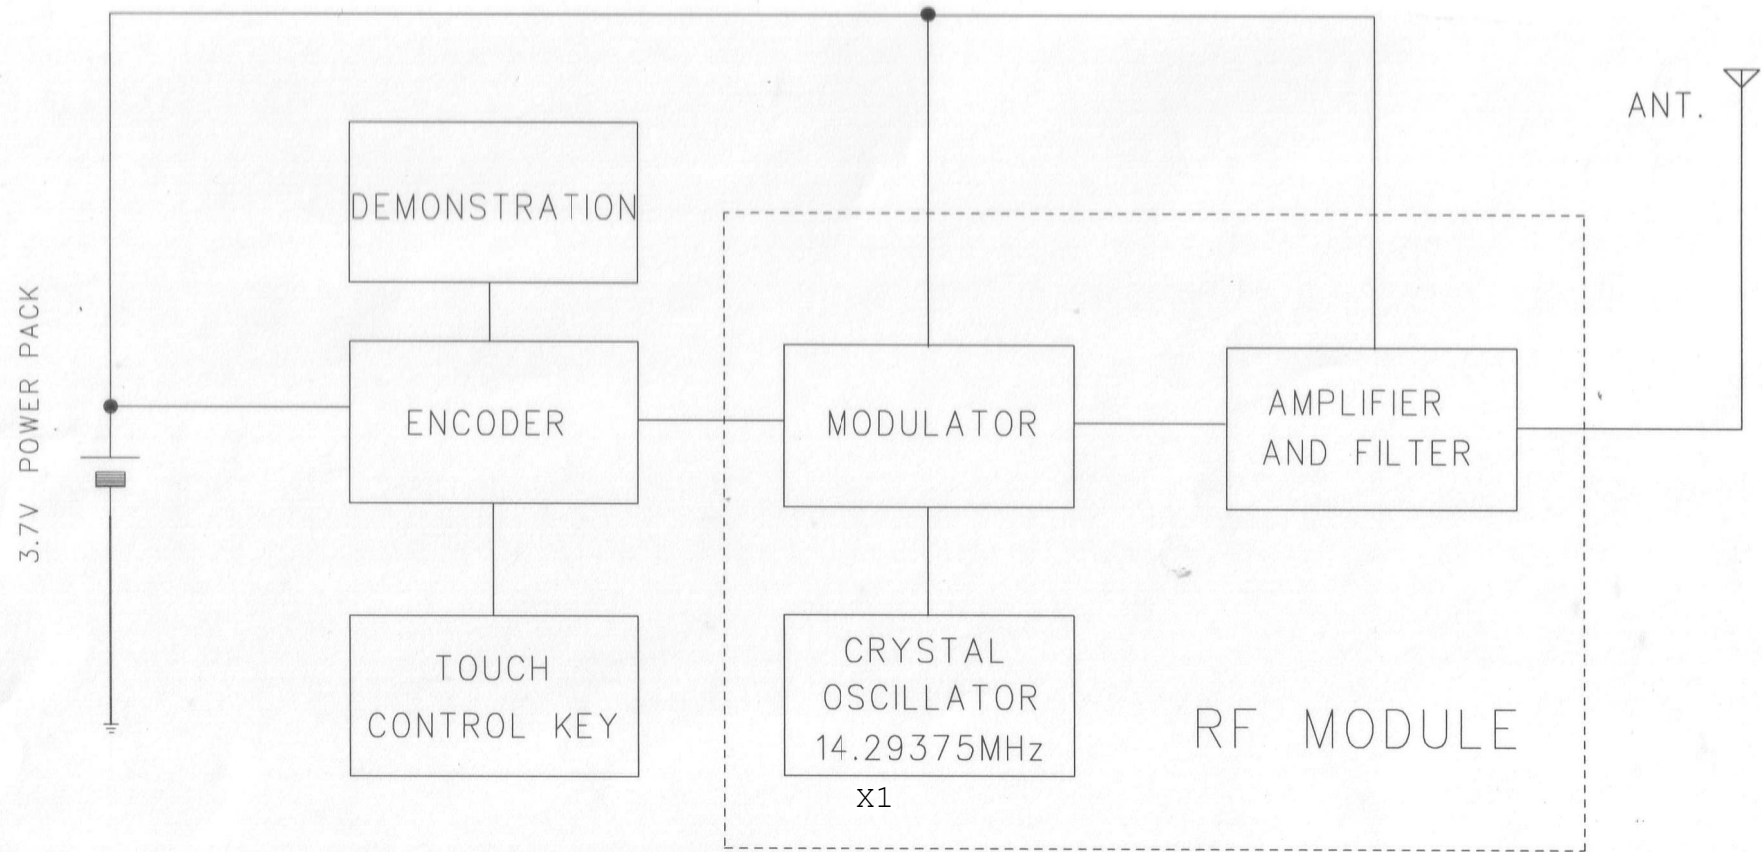 ANT.
DEMONSTRATION
3.7V POWER PACK
ENCODER
MODULATOR
AMPLIFIER
AND FILTER
TOUCH
CONTROL KEY
CRYSTAL
OSCILLATOR
14.29375MHz
X1
RF MODULE